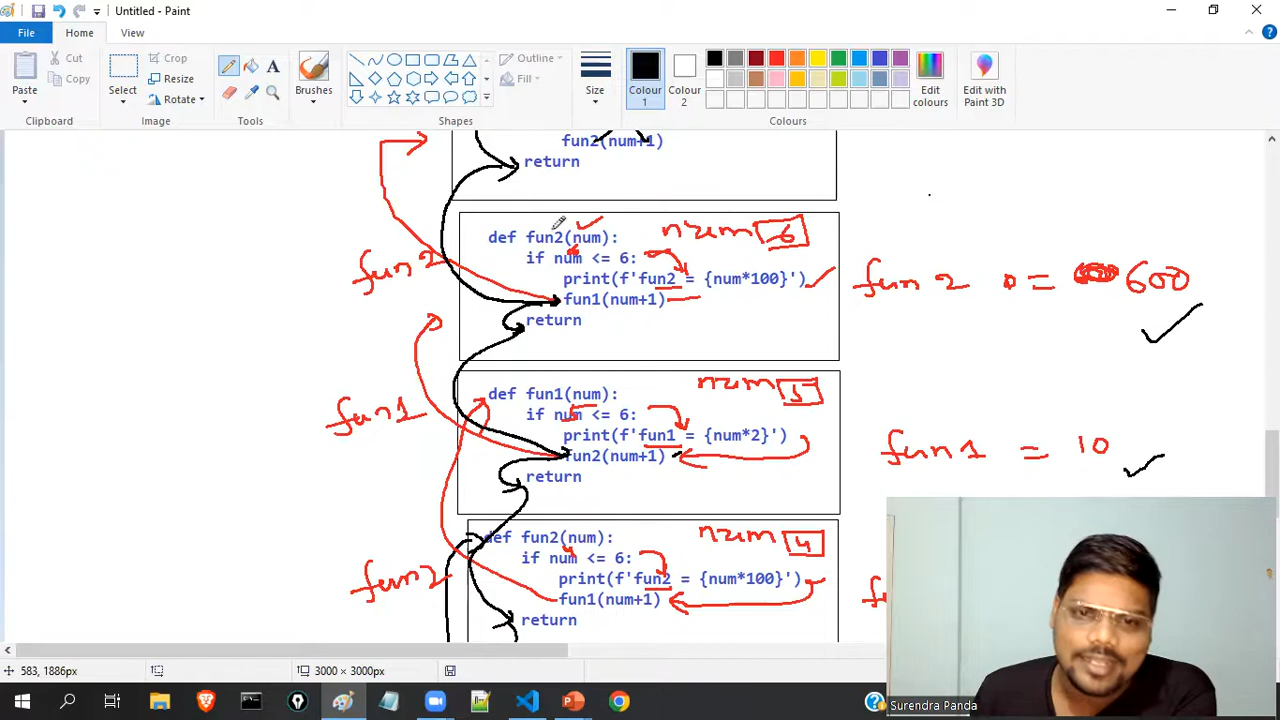 Untitled - Paint
File
Home
View
Paste
Cut
Copy
Clipboard
Select
Crop
Resize
Rotate
Image
A
Tools
Brushes
Outline
Fill
Shapes
Size
Colour 1
Colour 2
Edit colours
Edit with Paint 3D
Colours
fun2(num+1)
return
fun2
def fun2(num):
if num <= 6:
print(f'fun2 = {num*100}')
fun1(num+1)
return
num 6
fun 2 = 600
fun1
def fun1(num):
if num <= 6:
print(f'fun1 = {num*2}')
fun2(num+1)
return
num 5
fun1 = 10
fun2
def fun2(num):
if num <= 6:
print(f'fun2 = {num*100}')
fun1(num+1)
return
num 4
583, 1886px
3000 × 3000px
Surendra Panda